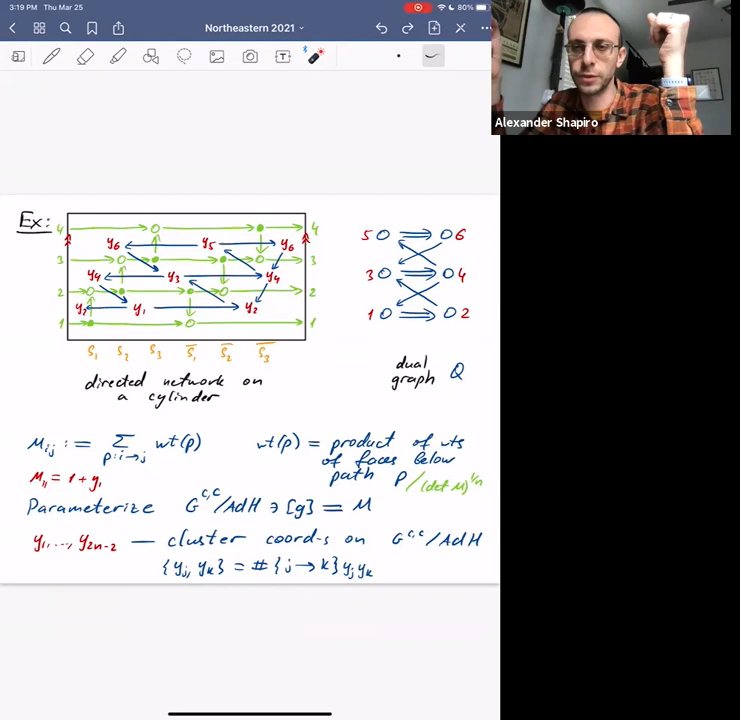 3:19 PM Thu Mar 25
80%
Northeastern 2021
Alexander Shapiro
Ex:
4 4
y6 y5 y6
3 3
y4 y3 y4
2 2
y2 y1 y2
1 1
S1 S2 S3 S̄1 S̄2 S̄3
directed network on
a cylinder
5 6
3 4
1 2
dual
graph Q
Mij := Σ wt(p)
p: i→j
wt(p) = product of wts
of faces below
path P /(det M)^1/n
M11 = 1 + y1
Parameterize G^c,c/AdH ∋ [g] = M
y1, ..., y2n-2 — cluster coord-s on G^c,c/AdH
{yj, yk} = #{j → k} yj yk